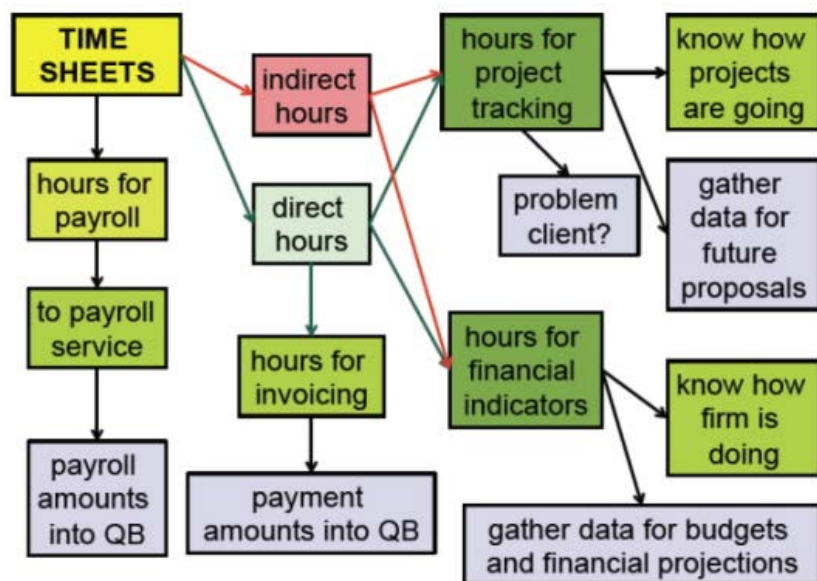 TIME
SHEETS
hours for
payroll
to payroll
service
payroll
amounts
into QB
indirect
hours
direct
hours
hours for
invoicing
payment
amounts into QB
hours for
project
tracking
problem
client?
know how
projects
are going
gather
data for
future
proposals
hours for
financial
indicators
know how
firm is
doing
gather data for budgets
and financial projections